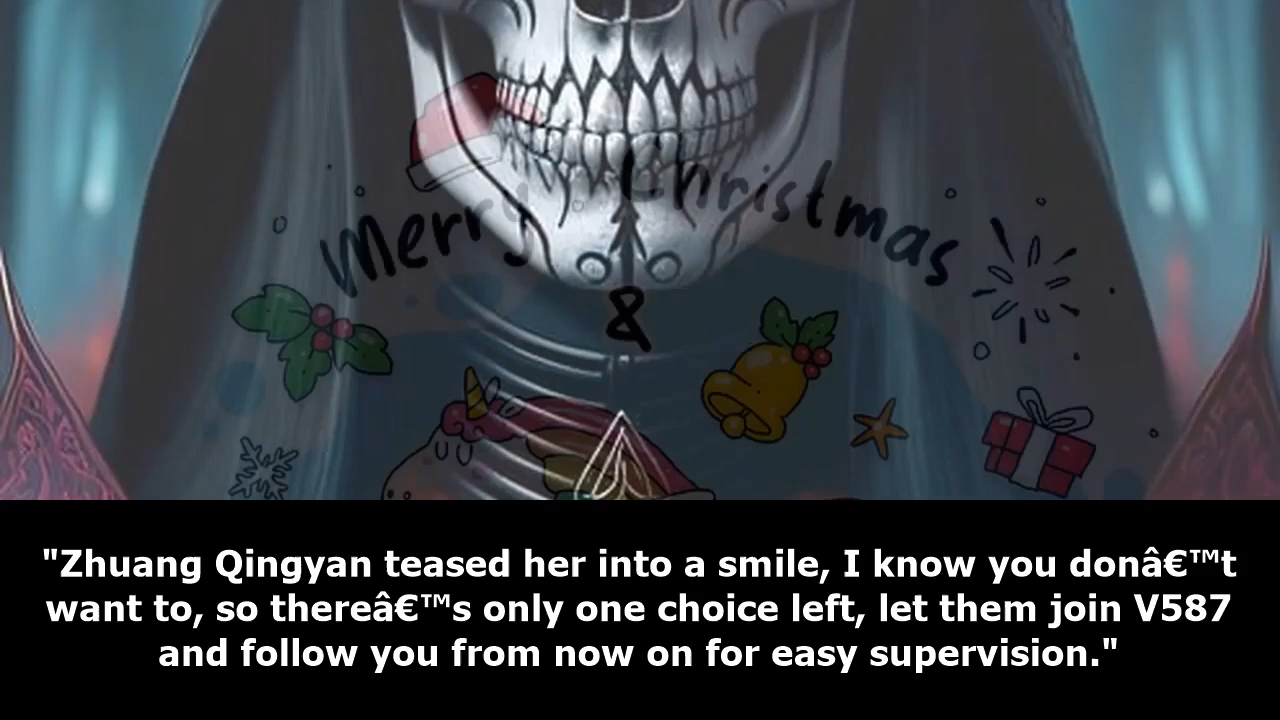 Merry Christmas
&
"Zhuang Qingyan teased her into a smile, I know you donâ€™t
want to, so thereâ€™s only one choice left, let them join V587
and follow you from now on for easy supervision."